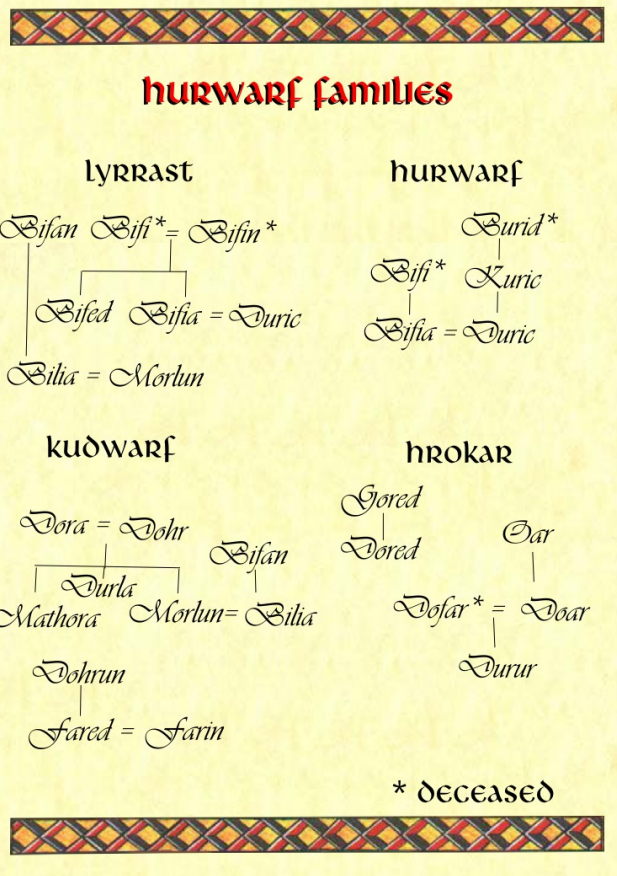 hurwarf families
lyrrast
Bifan Bifi* = Bifin*
Bifed Bifia = Duric
Bilia = Morlun
hurwarf
Burid*
Bifi* Kuric
Bifia = Duric
kudwarf
Dora = Dohr
Bifan
Durla
Mathora Morlun = Bilia
Dohrun
Fared = Farin
hrokar
Gored
Dored
Oar
Dofar* = Doar
Durur
* deceased